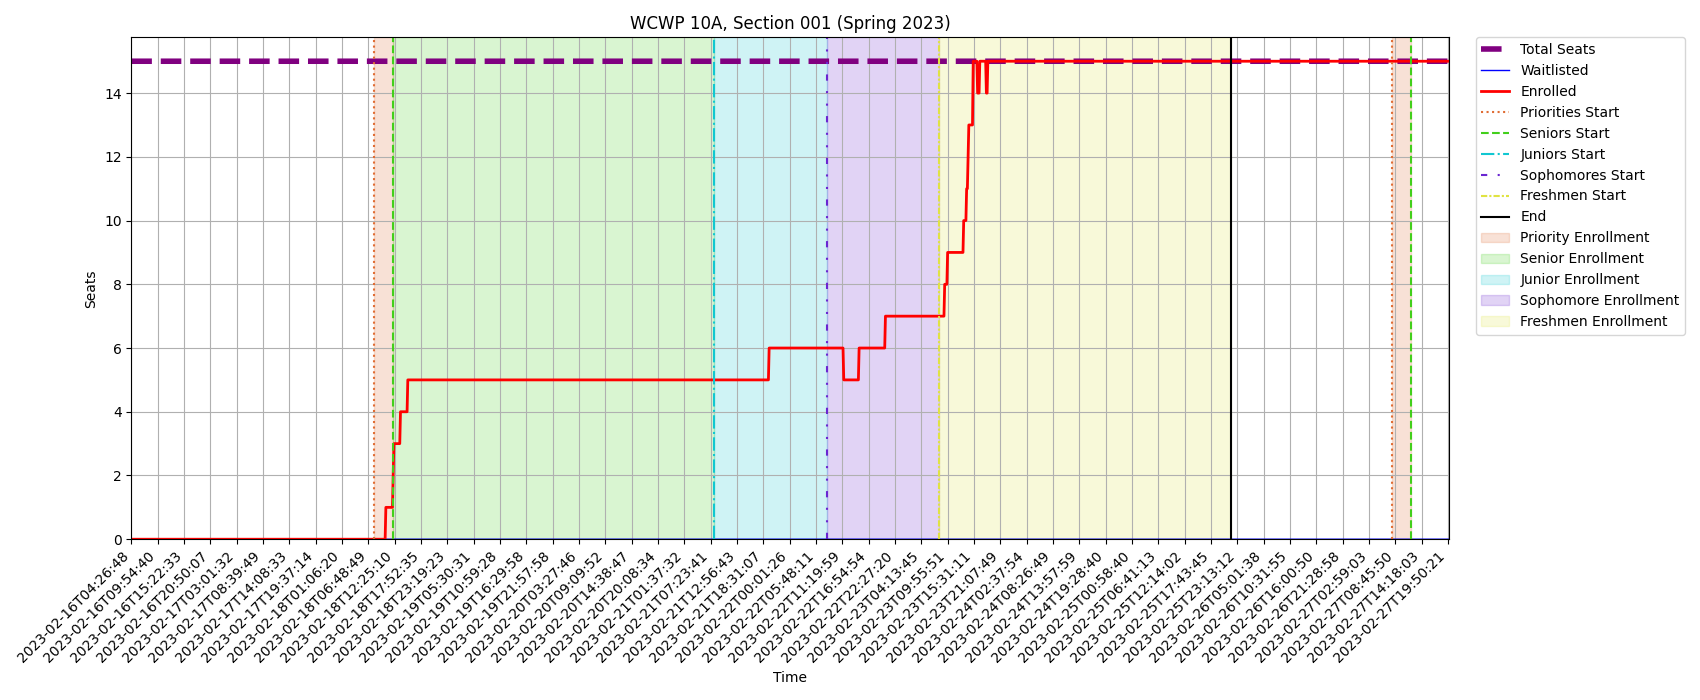 WCWP 10A, Section 001 (Spring 2023)
Total Seats
Waitlisted
Enrolled
Priorities Start
Seniors Start
Juniors Start
Sophomores Start
Freshmen Start
End
Priority Enrollment
Senior Enrollment
Junior Enrollment
Sophomore Enrollment
Freshmen Enrollment
Seats
14
12
10
8
6
4
2
0
2023-02-16T04:26:48
2023-02-16T09:54:40
2023-02-16T15:22:33
2023-02-16T20:50:07
2023-02-17T03:01:32
2023-02-17T08:39:49
2023-02-17T14:08:33
2023-02-17T19:37:14
2023-02-18T01:06:20
2023-02-18T06:48:49
2023-02-18T12:25:10
2023-02-18T17:52:35
2023-02-18T23:19:23
2023-02-19T05:30:31
2023-02-19T10:59:28
2023-02-19T16:29:58
2023-02-19T21:57:58
2023-02-20T03:27:46
2023-02-20T09:09:52
2023-02-20T14:38:47
2023-02-20T20:08:34
2023-02-21T01:37:32
2023-02-21T07:23:41
2023-02-21T12:56:43
2023-02-21T18:31:07
2023-02-22T00:01:26
2023-02-22T05:48:11
2023-02-22T11:19:59
2023-02-22T16:54:54
2023-02-22T22:27:20
2023-02-23T04:13:45
2023-02-23T09:55:51
2023-02-23T15:31:11
2023-02-23T21:07:49
2023-02-24T02:37:54
2023-02-24T08:26:49
2023-02-24T13:57:59
2023-02-24T19:28:40
2023-02-25T00:58:40
2023-02-25T06:41:13
2023-02-25T12:14:02
2023-02-25T17:43:45
2023-02-25T23:13:12
2023-02-26T05:01:38
2023-02-26T10:31:55
2023-02-26T16:00:50
2023-02-26T21:28:58
2023-02-27T02:59:03
2023-02-27T08:45:50
2023-02-27T14:18:03
2023-02-27T19:50:21
Time